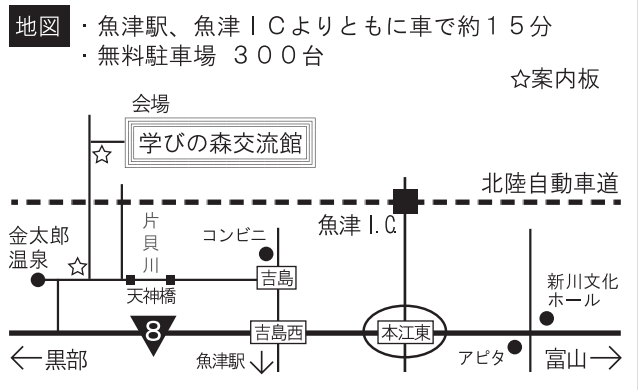 地図 ・魚津駅、魚津ＩＣよりともに車で約１５分
・無料駐車場 ３００台
☆案内板
会場
学びの森交流館
北陸自動車道
魚津I.C.
片貝川
コンビニ
金太郎
温泉
吉島
天神橋
新川文化
ホール
8
吉島西
本江東
←黒部
魚津駅↓
アピタ
富山→